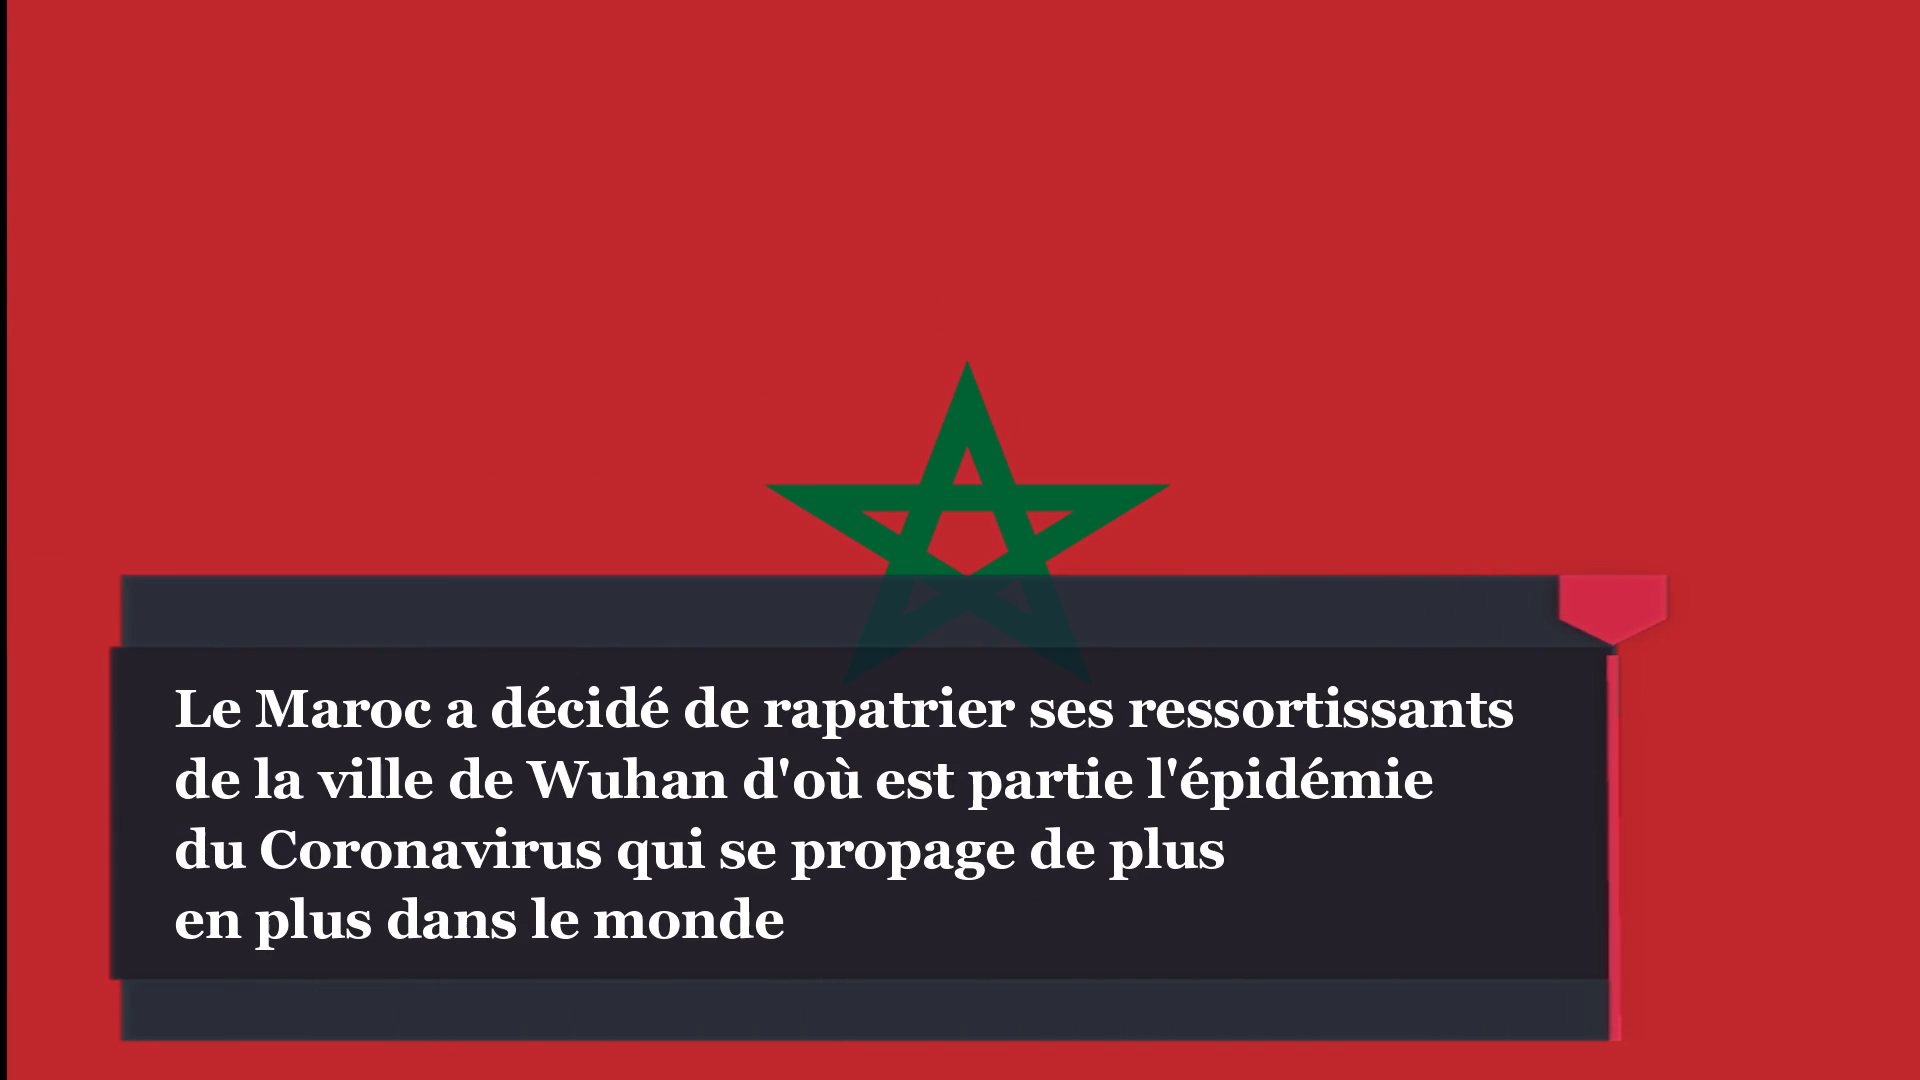 Le Maroc a décidé de rapatrier ses ressortissants
de la ville de Wuhan d'où est partie l'épidémie
du Coronavirus qui se propage de plus
en plus dans le monde